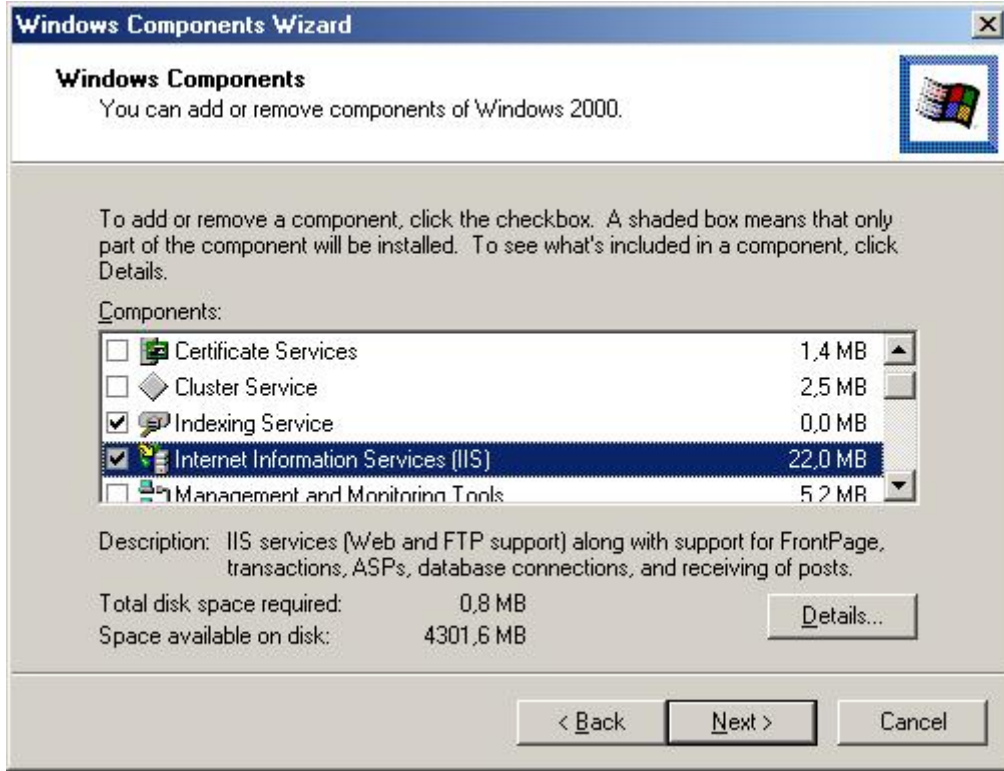 Windows Components Wizard
Windows Components
You can add or remove components of Windows 2000.
To add or remove a component, click the checkbox. A shaded box means that only
part of the component will be installed. To see what's included in a component, click
Details.
Components:
Certificate Services 1,4 MB
Cluster Service 2,5 MB
Indexing Service 0,0 MB
Internet Information Services (IIS) 22,0 MB
Management and Monitoring Tools 5,2 MB
Description: IIS services (Web and FTP support) along with support for FrontPage,
transactions, ASPs, database connections, and receiving of posts.
Total disk space required: 0,8 MB
Space available on disk: 4301,6 MB
Details...
< Back Next > Cancel